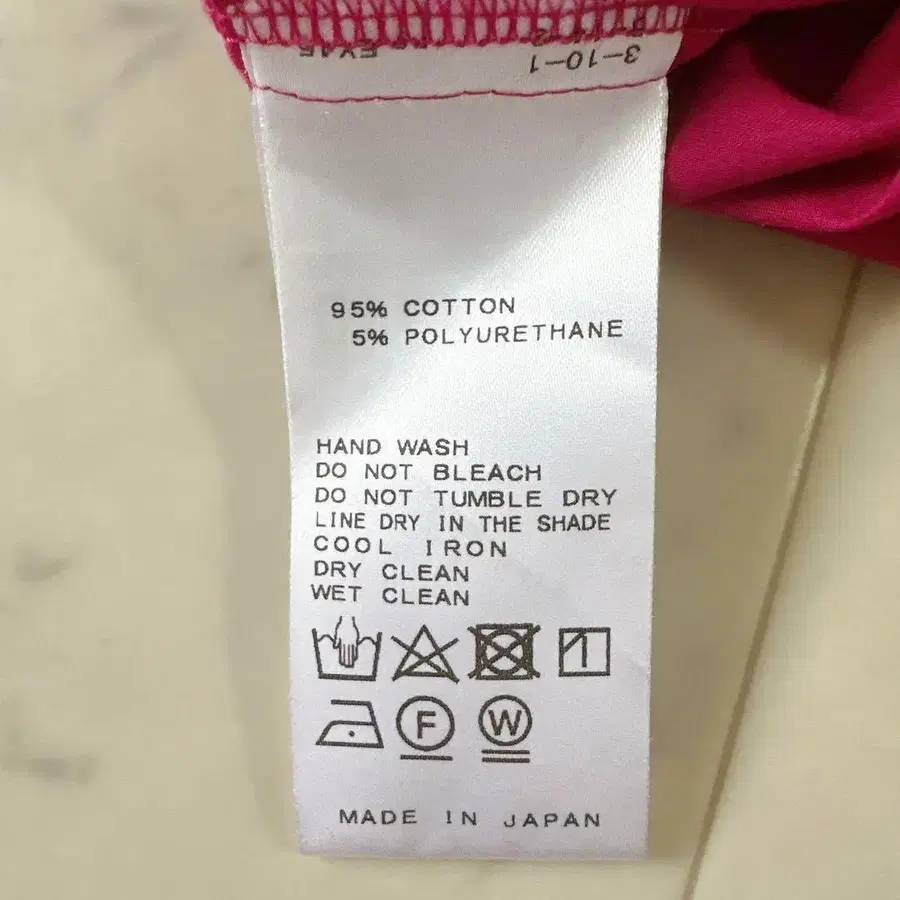 3-10-1
95% COTTON
5% POLYURETHANE
HAND WASH
DO NOT BLEACH
DO NOT TUMBLE DRY
LINE DRY IN THE SHADE
COOL IRON
DRY CLEAN
WET CLEAN
F
W
MADE IN JAPAN